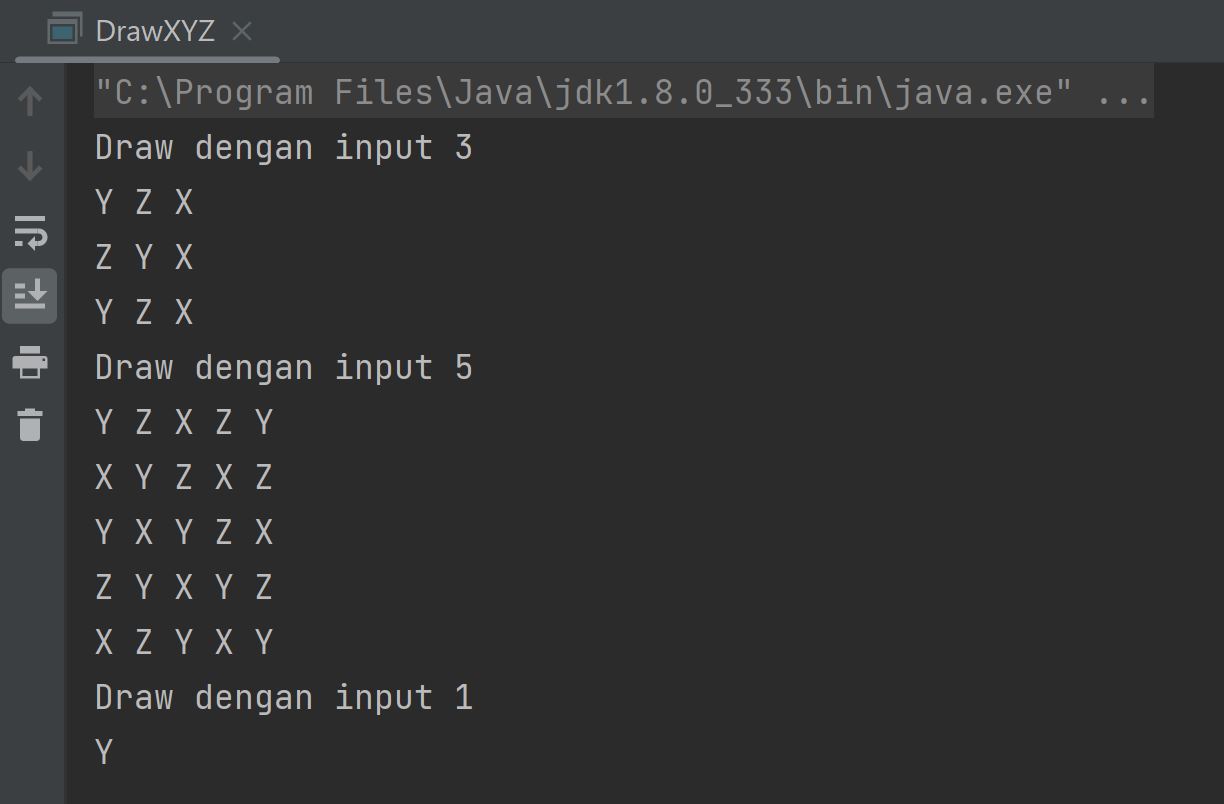 DrawXYZ
"C:\Program Files\Java\jdk1.8.0_333\bin\java.exe" ...
Draw dengan input 3
Y Z X
Z Y X
Y Z X
Draw dengan input 5
Y Z X Z Y
X Y Z X Z
Y X Y Z X
Z Y X Y Z
X Z Y X Y
Draw dengan input 1
Y